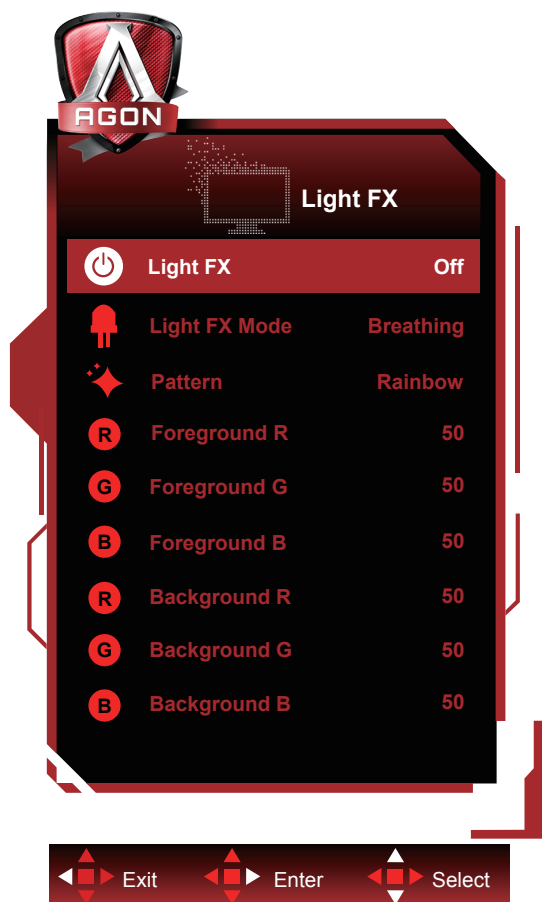 AGON
Light FX
Light FX Off
Light FX Mode Breathing
Pattern Rainbow
R Foreground R 50
G Foreground G 50
B Foreground B 50
R Background R 50
G Background G 50
B Background B 50
Exit Enter Select